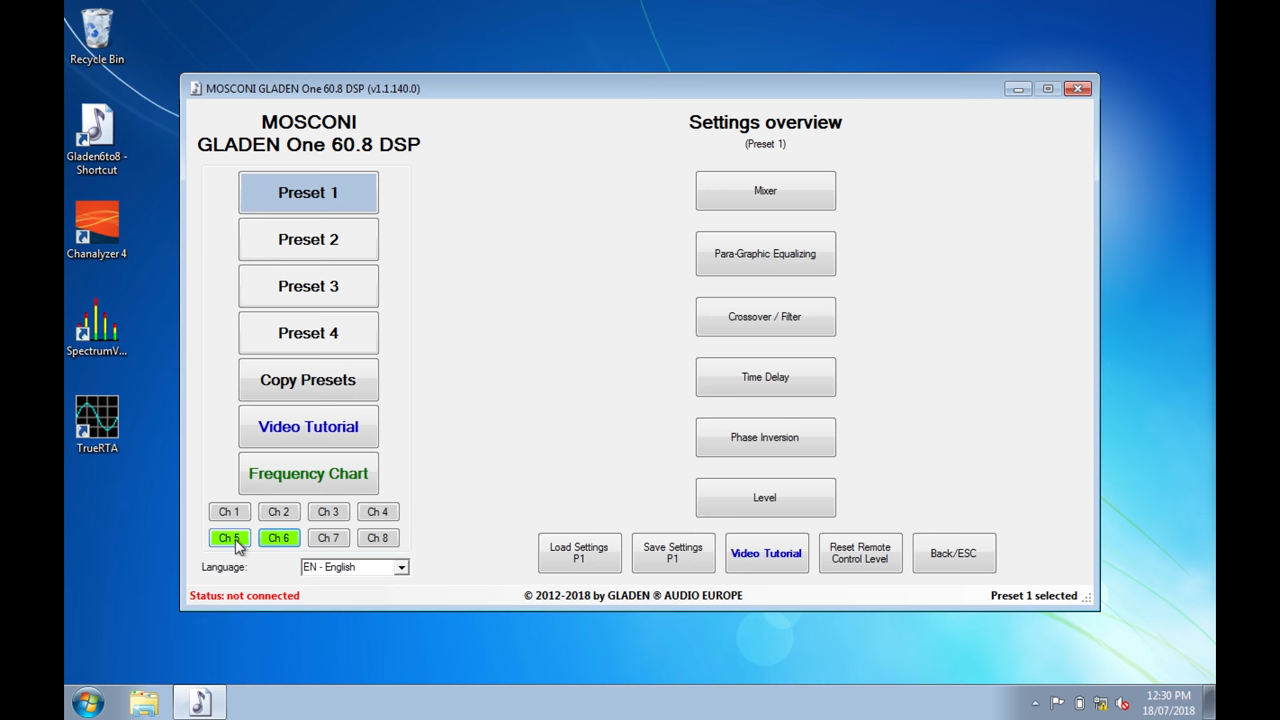 Recycle Bin
Gladen6to8 -
Shortcut
Chanalyzer 4
SpectrumV...
TrueRTA
MOSCONI GLADEN One 60.8 DSP (v1.1.140.0)
MOSCONI
GLADEN One 60.8 DSP
Preset 1
Preset 2
Preset 3
Preset 4
Copy Presets
Video Tutorial
Frequency Chart
Ch 1 Ch 2 Ch 3 Ch 4
Ch 5 Ch 6 Ch 7 Ch 8
Language: EN - English
Settings overview
(Preset 1)
Mixer
Para-Graphic Equalizing
Crossover / Filter
Time Delay
Phase Inversion
Level
Load Settings
P1
Save Settings
P1
Video Tutorial
Reset Remote
Control Level
Back/ESC
Status: not connected
© 2012-2018 by GLADEN ® AUDIO EUROPE
Preset 1 selected
12:30 PM
18/07/2018